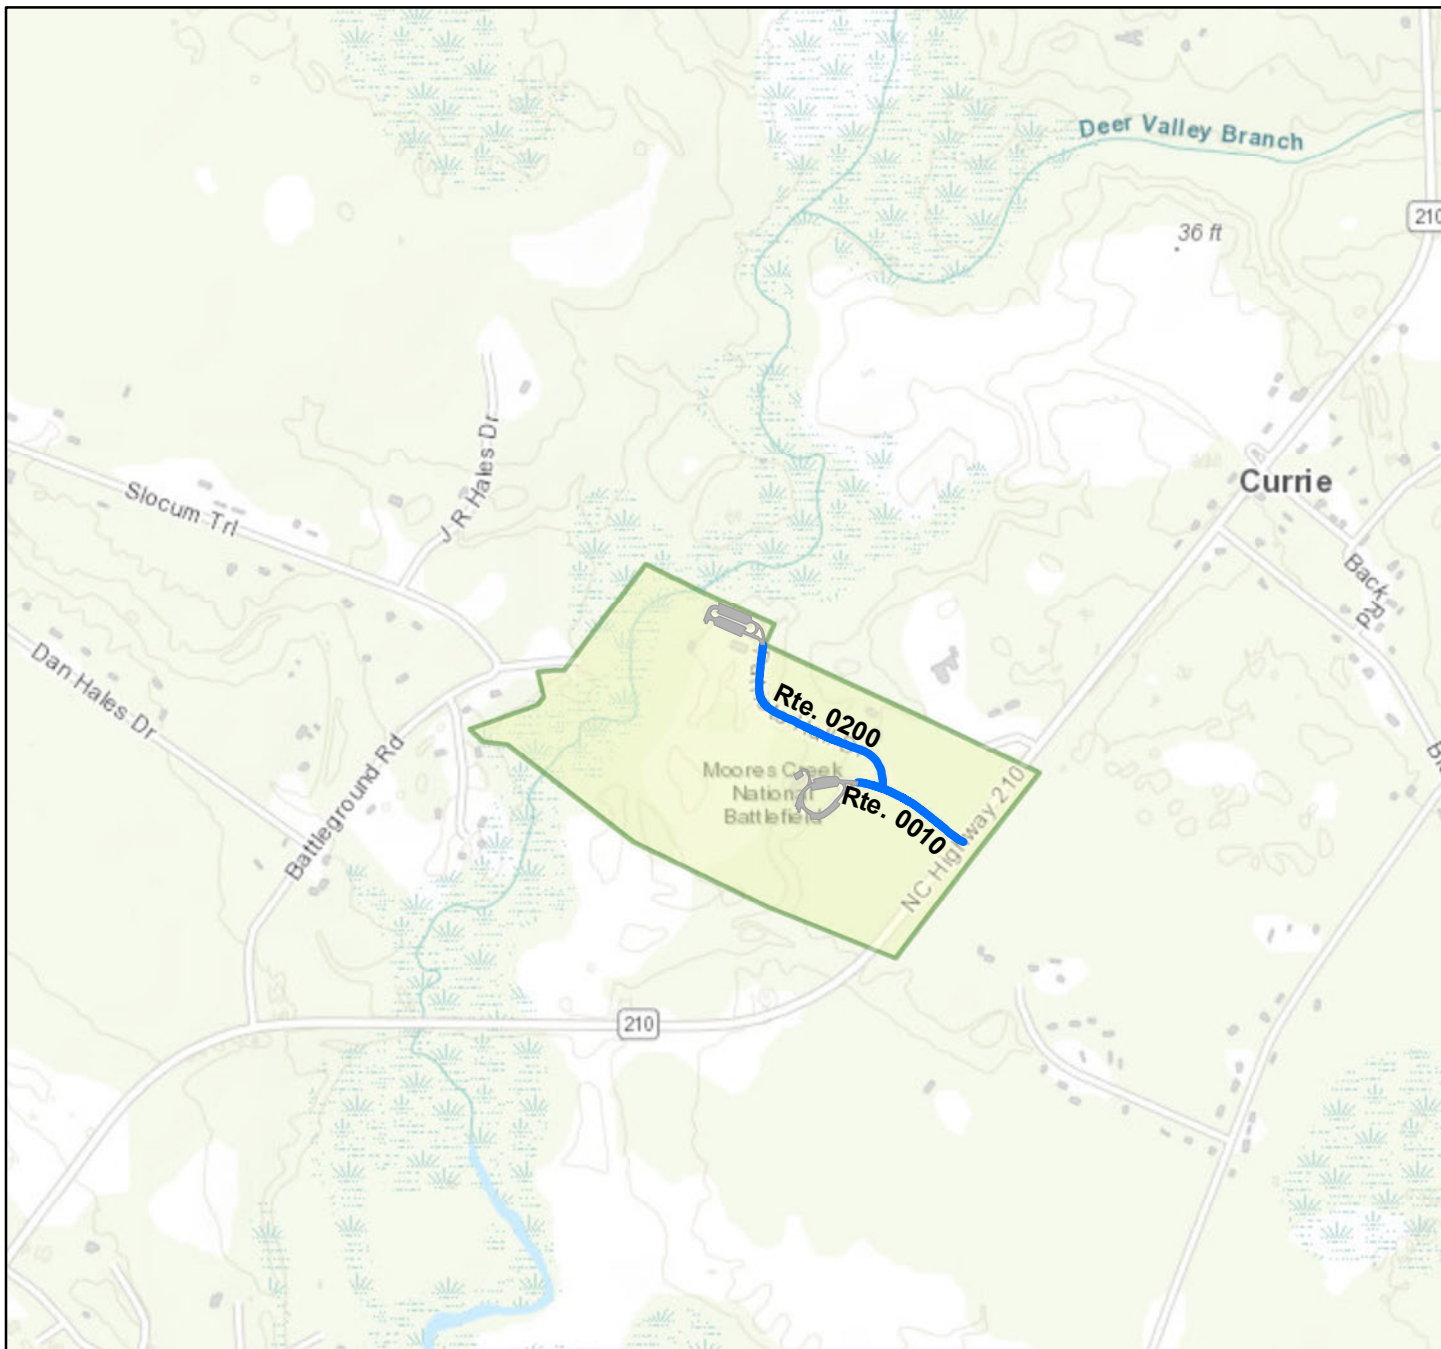 Deer Valley Branch
210
36 ft
Currie
J R Hales Dr
Slocum Trl
Back Rd
Dan Hales Dr
Rte. 0200
Battleground Rd
Moores Creek
National
Battlefield
Rte. 0010
NC Highway 210
210